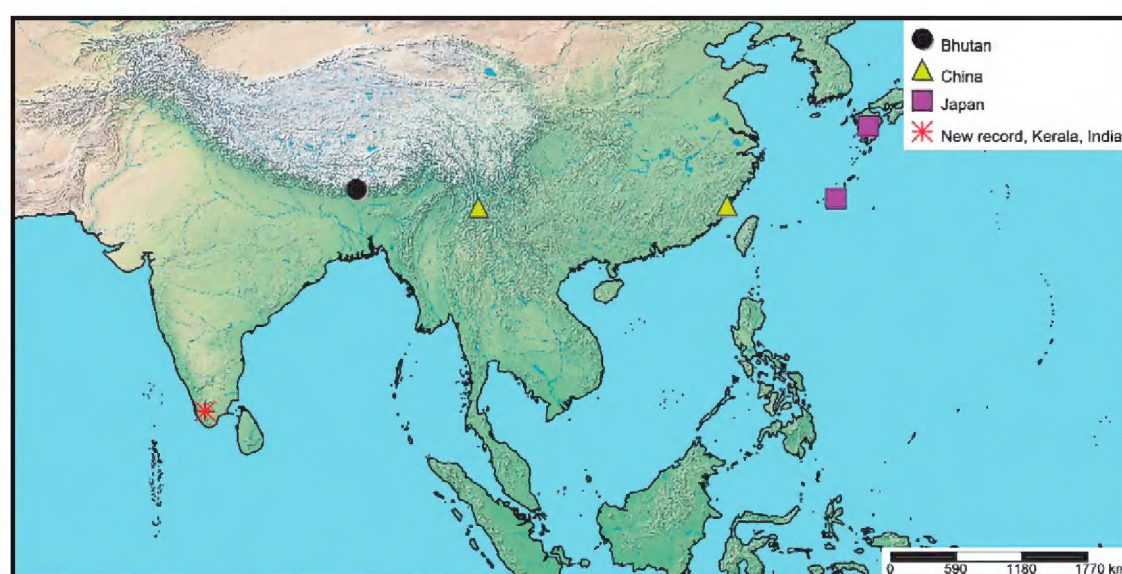 Bhutan
China
Japan
New record, Kerala, India
0 590 1180 1770 km